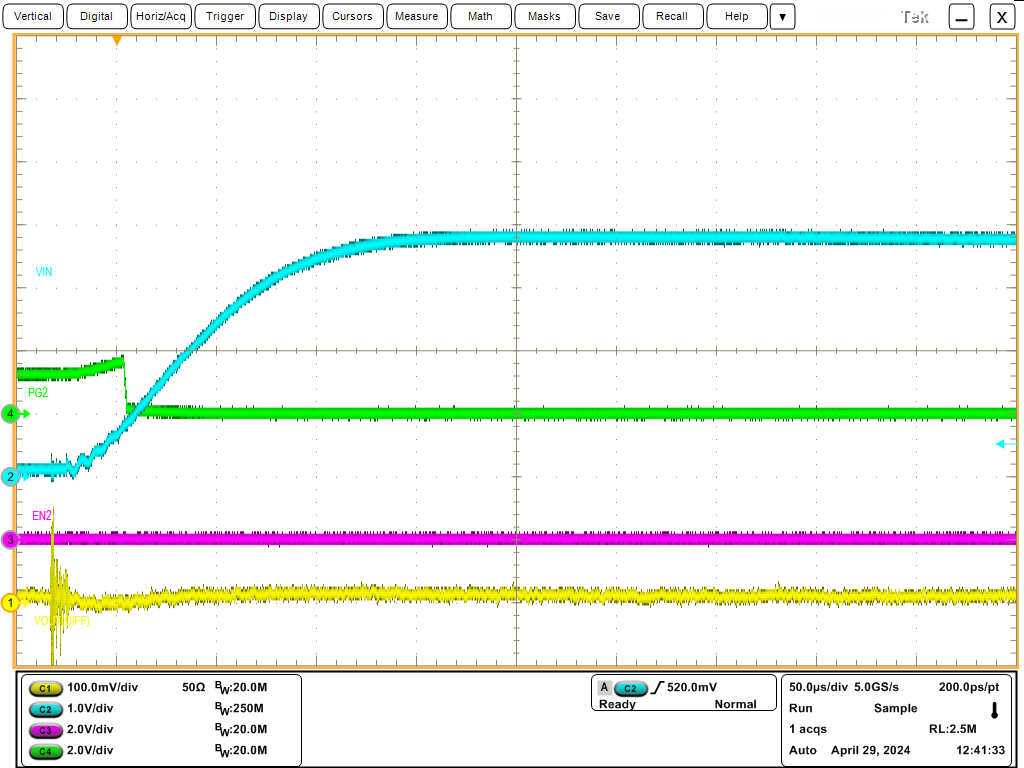 Vertical Digital Horiz/Acq Trigger Display Cursors Measure Math Masks Save Recall Help Tek X
VIN
PG2
4
2
EN2
3
1
C1 100.0mV/div 50Ω BW:20.0M
C2 1.0V/div BW:250M
C3 2.0V/div BW:20.0M
C4 2.0V/div BW:20.0M
A C2 520.0mV
Ready Normal
50.0µs/div 5.0GS/s 200.0ps/pt
Run Sample
1 acqs RL:2.5M
Auto April 29, 2024 12:41:33